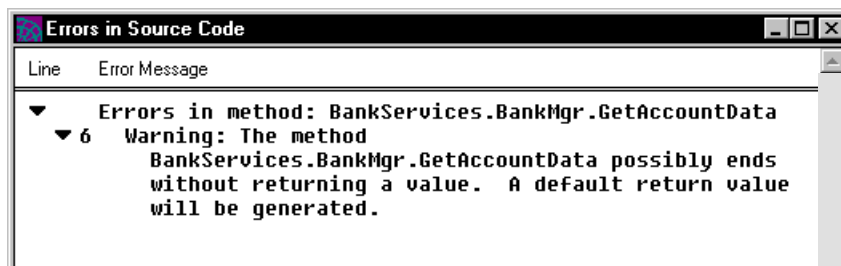 Errors in Source Code
Line Error Message
Errors in method: BankServices.BankMgr.GetAccountData
6 Warning: The method
BankServices.BankMgr.GetAccountData possibly ends
without returning a value. A default return value
will be generated.